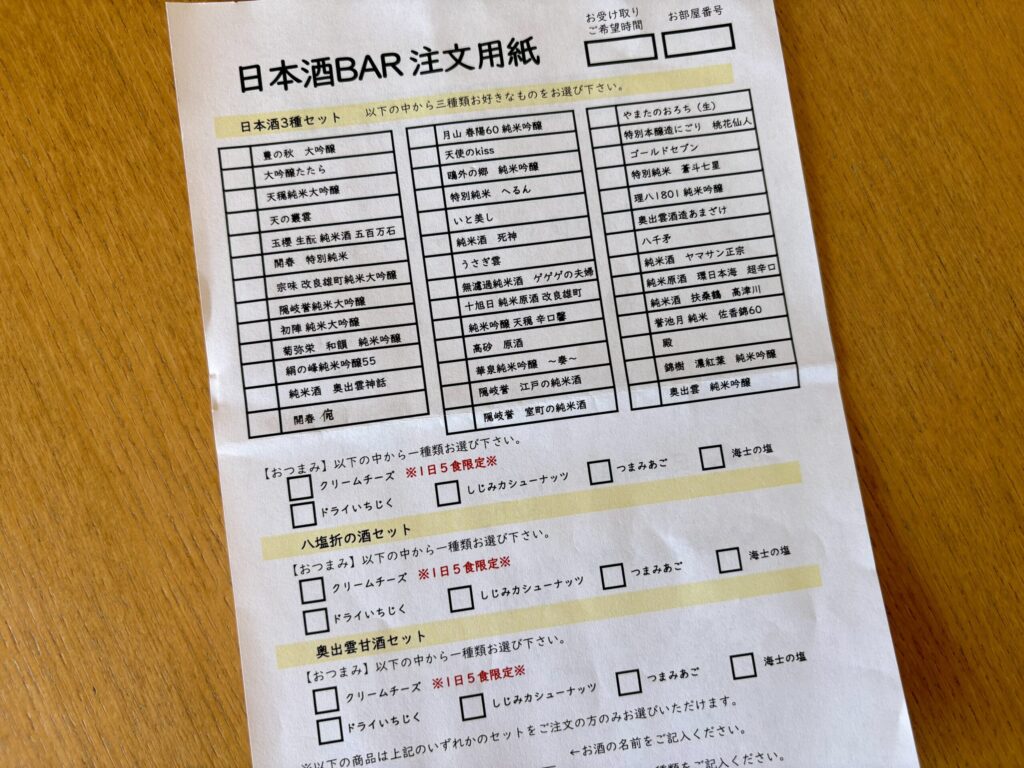 お受け取り
ご希望時間
お部屋番号
日本酒BAR 注文用紙
日本酒3種セット 以下の中から三種類お好きなものをお選び下さい。
豊の秋 大吟醸
大吟醸たたら
天穏純米大吟醸
天の叢雲
玉櫻 生酛 純米酒 五百万石
開春 特別純米
宗味 改良雄町純米大吟醸
隠岐誉純米大吟醸
初陣 純米大吟醸
菊弥栄 和韻 純米吟醸
絹の峰純米吟醸55
純米酒 奥出雲神話
開春 俺
月山 春陽60 純米吟醸
天使のkiss
鴎外の郷 純米吟醸
特別純米 へるん
いと美し
純米酒 死神
うさぎ雲
無濾過純米酒 ゲゲゲの夫婦
十旭日 純米原酒 改良雄町
純米吟醸 天穏 辛口馨
高砂 原酒
華泉純米吟醸 〜奏〜
隠岐誉 江戸の純米酒
隠岐誉 室町の純米酒
やまたのおろち(生)
特別本醸造にごり 桃花仙人
ゴールドセブン
特別純米 蒼斗七星
理八1801 純米吟醸
奥出雲酒造あまざけ
八千矛
純米酒 ヤマサン正宗
純米原酒 環日本海 超辛口
純米酒 扶桑鶴 高津川
誉池月 純米 佐香錦60
殿
錦樹 濃紅葉 純米吟醸
奥出雲 純米吟醸
【おつまみ】以下の中から一種類お選び下さい。
クリームチーズ ※1日5食限定※
ドライいちじく しじみカシューナッツ つまみあご 海士の塩
八塩折の酒セット
【おつまみ】以下の中から一種類お選び下さい。
クリームチーズ ※1日5食限定※
ドライいちじく しじみカシューナッツ つまみあご 海士の塩
奥出雲甘酒セット
【おつまみ】以下の中から一種類お選び下さい。
クリームチーズ ※1日5食限定※
ドライいちじく しじみカシューナッツ つまみあご 海士の塩
※以下の商品は上記のいずれかのセットをご注文の方のみお選びいただけます。
←お酒の名前をご記入ください。
種類をご記入ください。